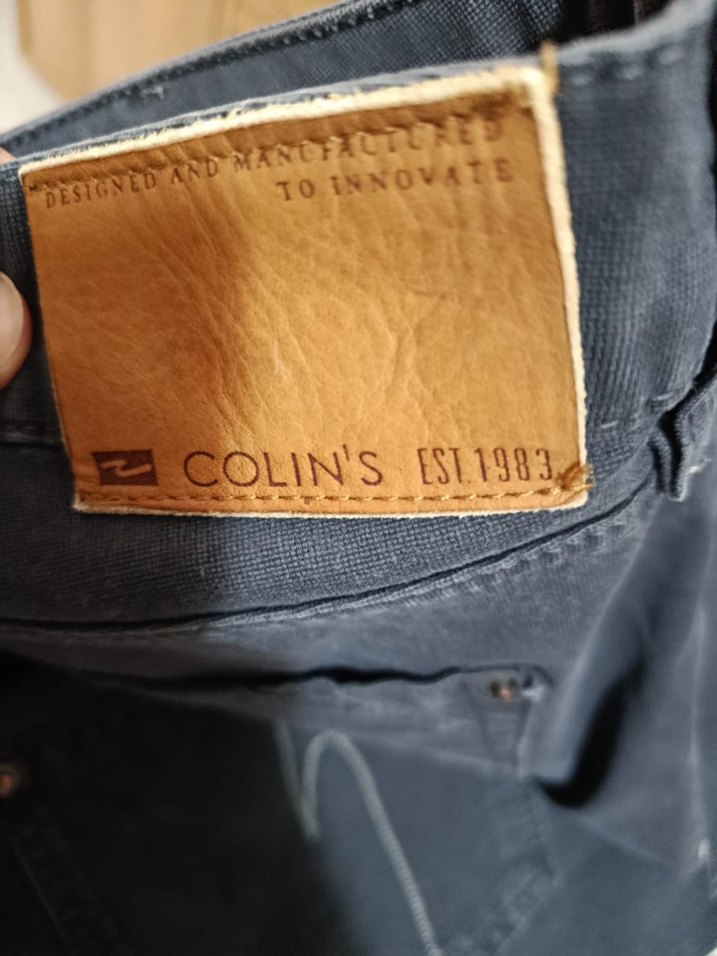 DESIGNED AND MANUFACTURED
TO INNOVATE
COLIN'S EST.1983